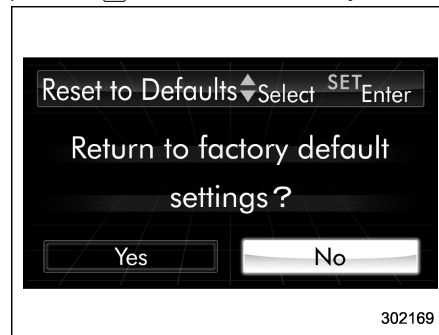 Reset to Defaults Select SET Enter
Return to factory default
settings?
Yes No
302169